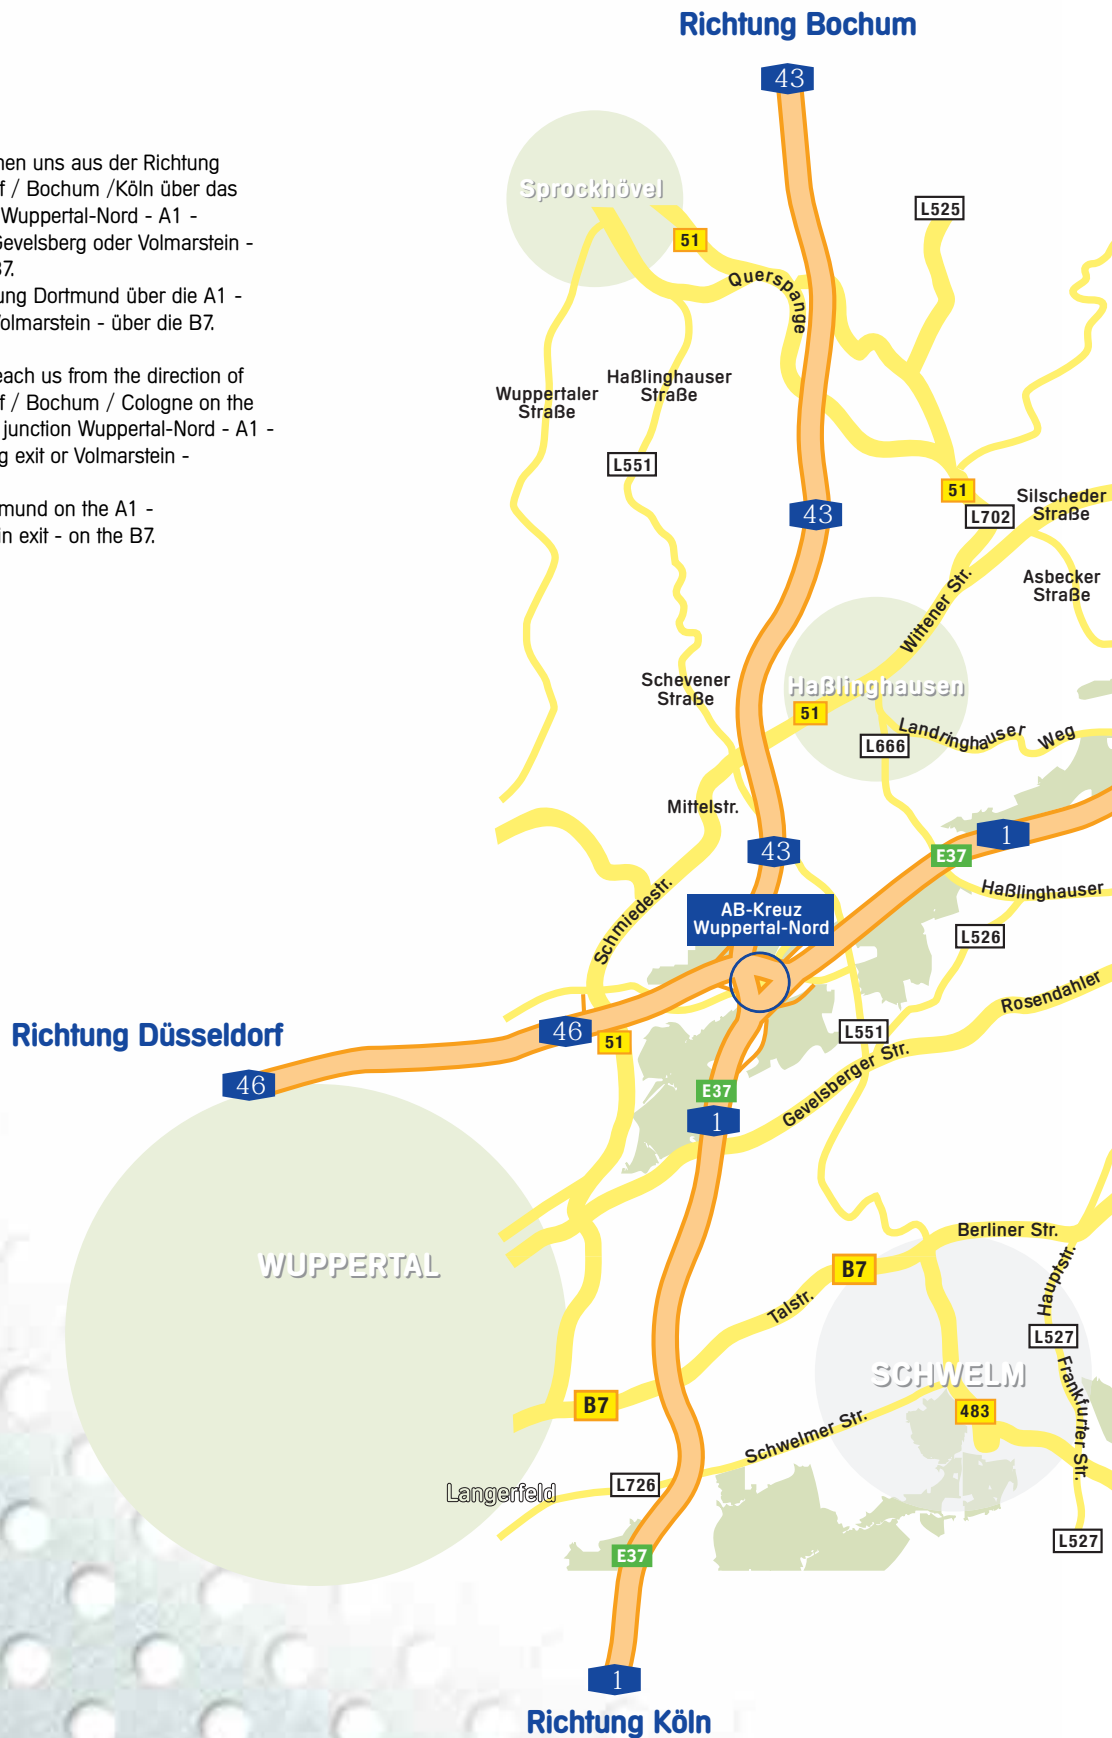 Richtung Bochum
43
nen uns aus der Richtung
f / Bochum /Köln über das
Wuppertal-Nord - A1 -
Gevelsberg oder Volmarstein -
B7.
ung Dortmund über die A1 -
Volmarstein - über die B7.
each us from the direction of
f / Bochum / Cologne on the
junction Wuppertal-Nord - A1 -
g exit or Volmarstein -
mund on the A1 -
in exit - on the B7.
Sprockhövel
L525
51
Querspange
Wuppertaler
Straße
Haßlinghauser
Straße
L551
51
Silscheder
Straße
L702
43
Asbecker
Straße
Wittener Str.
Schevener
Straße
Haßlinghausen
51
Landringhauser Weg
L666
Mittelstr.
1
43
E37
Haßlinghauser
Schmiedestr.
AB-Kreuz
Wuppertal-Nord
L526
Rosendahler
Richtung Düsseldorf
46
51
L551
46
Gevelsberger Str.
E37
1
Berliner Str.
WUPPERTAL
B7
Hauptstr.
Talstr.
L527
SCHWELM
Frankfurter Str.
B7
483
Schwelmer Str.
Langerfeld
L726
L527
E37
1
Richtung Köln